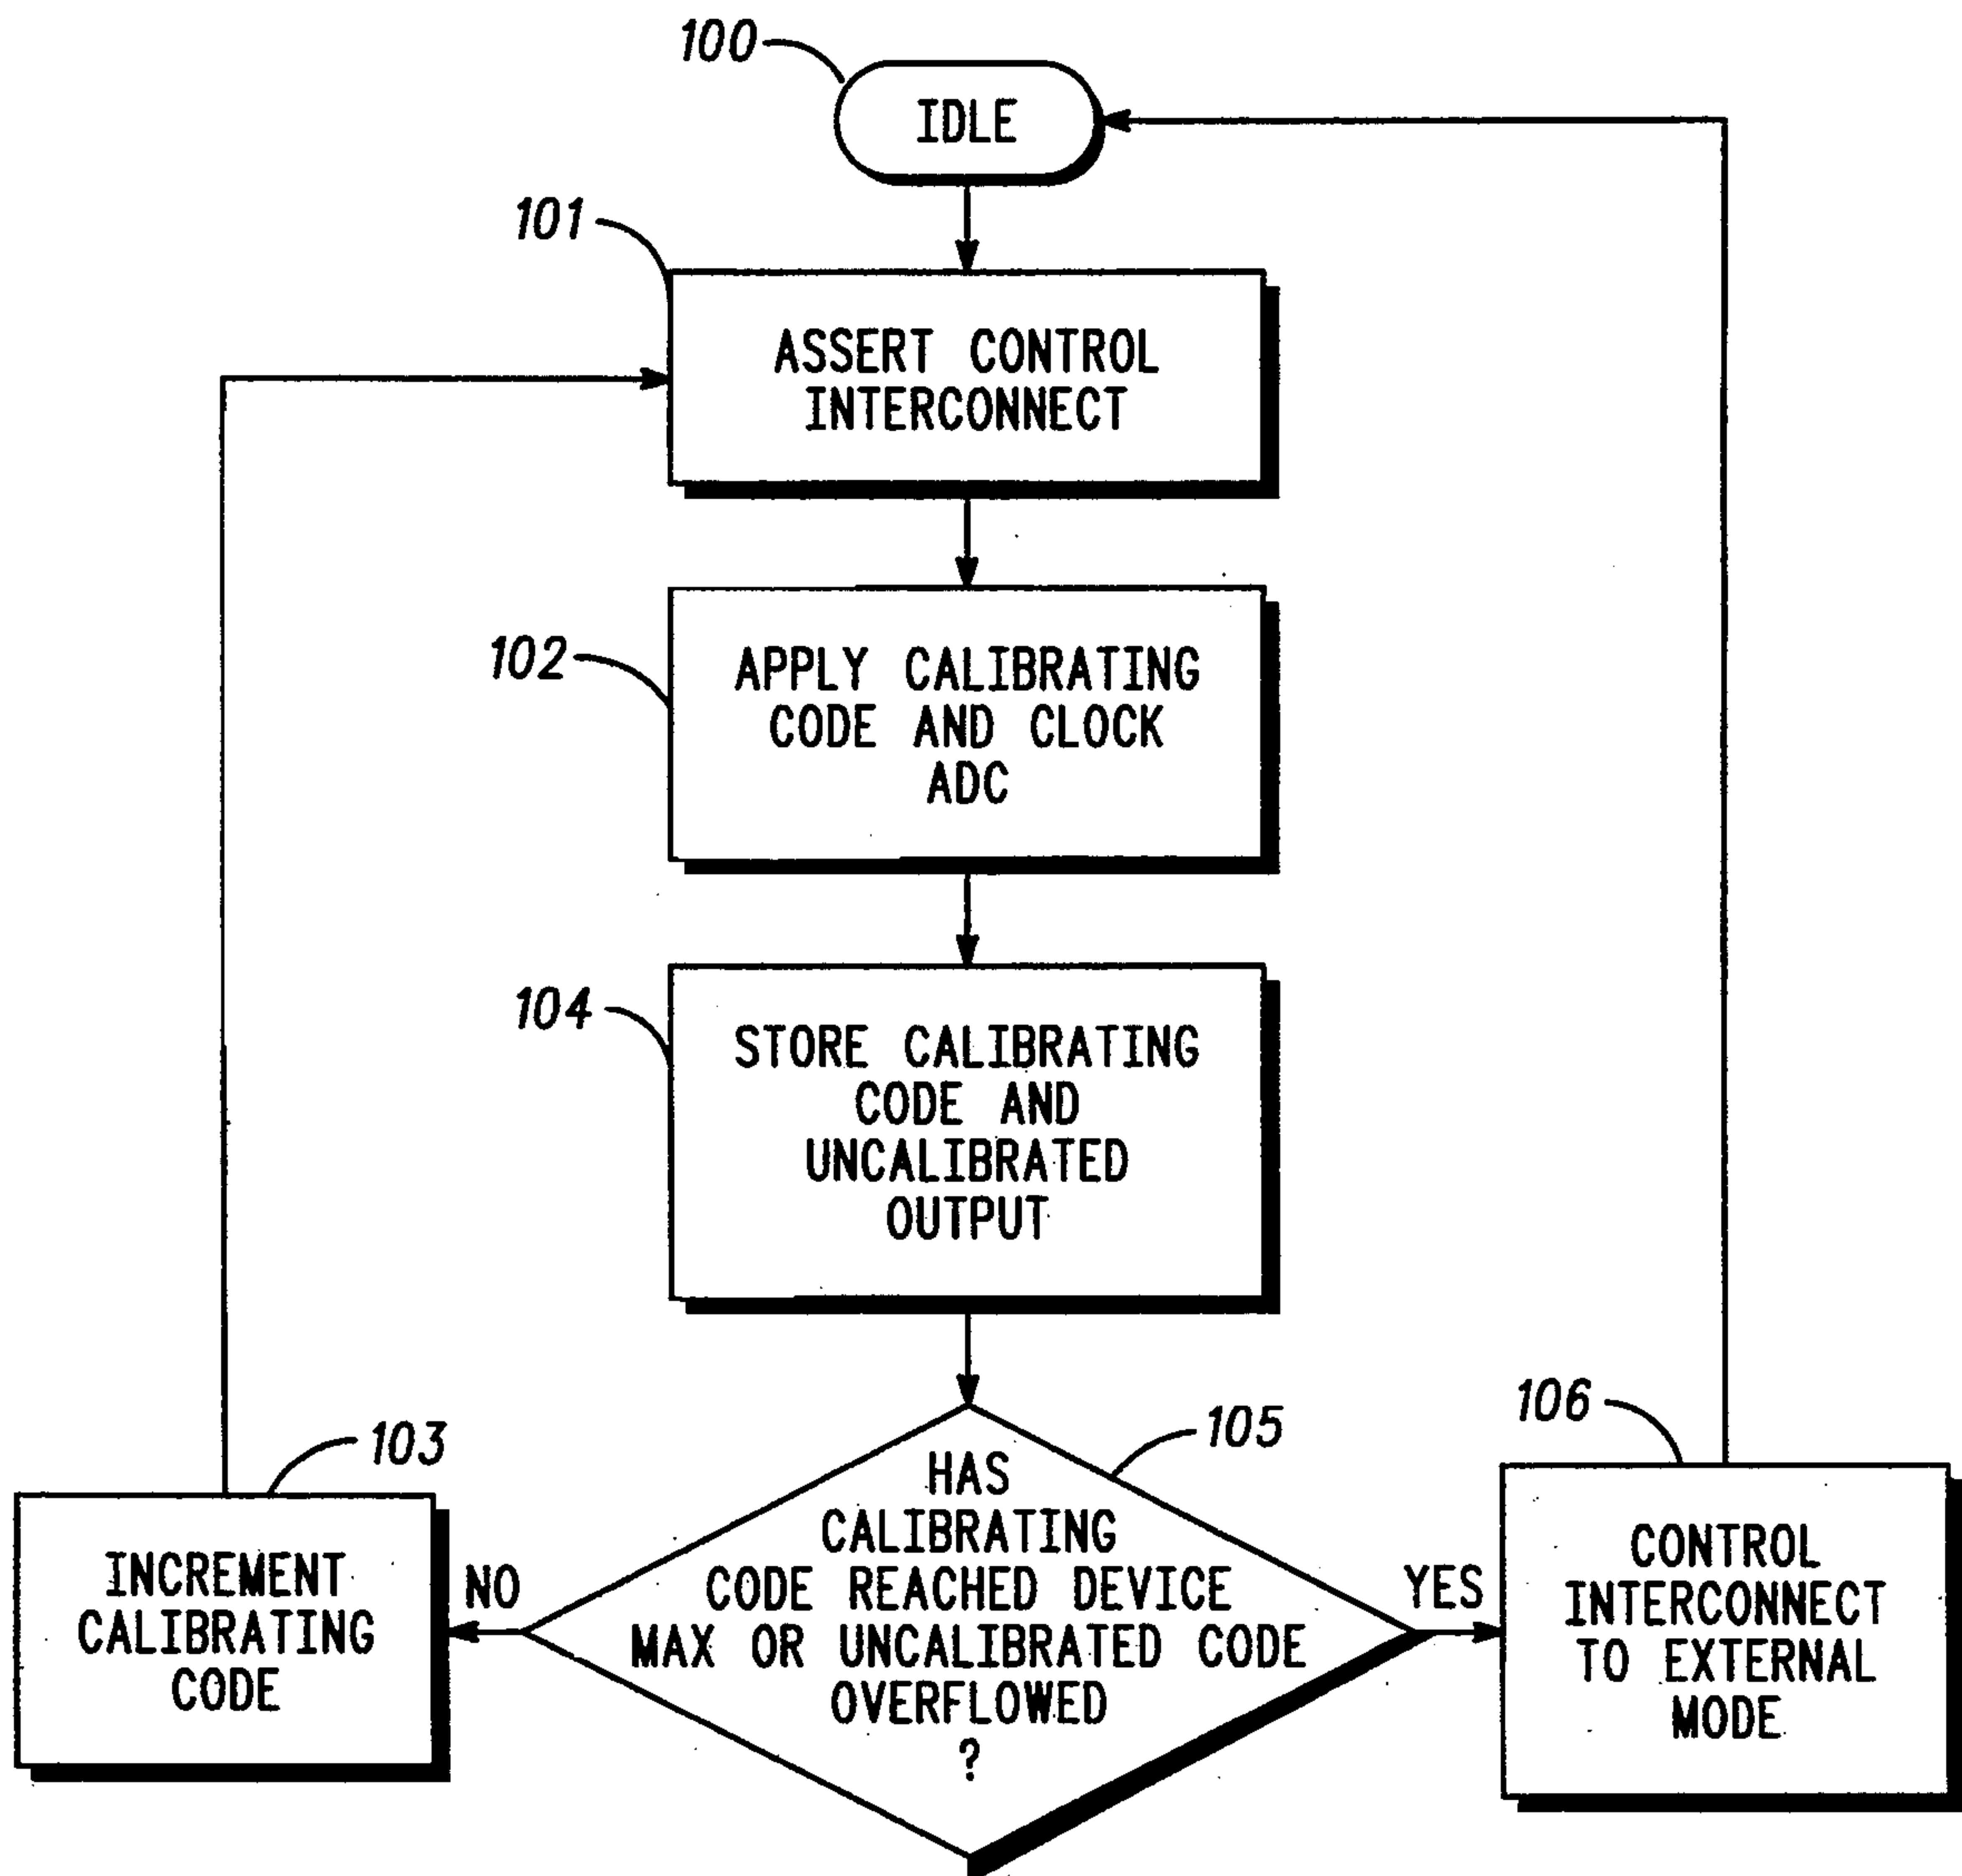 100
IDLE
101
ASSERT CONTROL
INTERCONNECT
102
APPLY CALIBRATING
CODE AND CLOCK
ADC
104
STORE CALIBRATING
CODE AND
UNCALIBRATED
OUTPUT
105
HAS
CALIBRATING
CODE REACHED DEVICE
MAX OR UNCALIBRATED CODE
OVERFLOWED
?
NO
103
INCREMENT
CALIBRATING
CODE
YES
106
CONTROL
INTERCONNECT
TO EXTERNAL
MODE